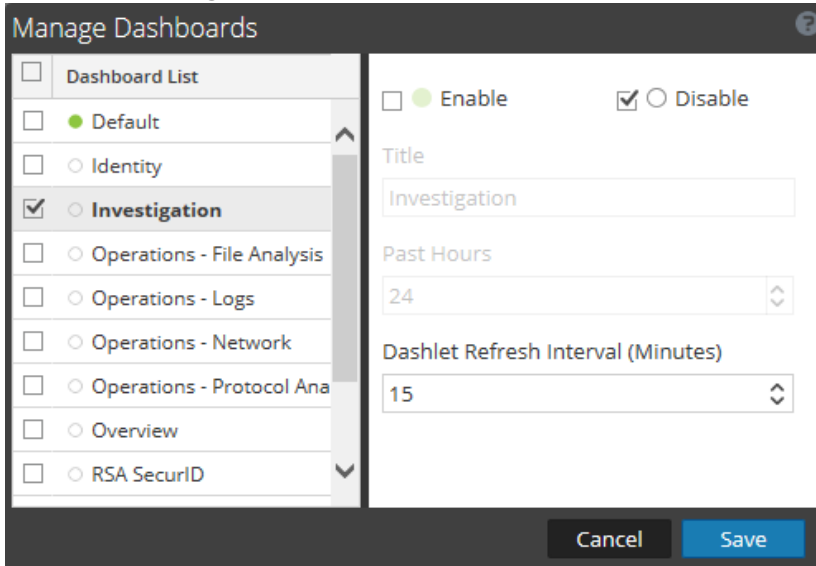 Manage Dashboards
Dashboard List
Default
Identity
Investigation
Operations - File Analysis
Operations - Logs
Operations - Network
Operations - Protocol Ana
Overview
RSA SecurID
Enable
Disable
Title
Investigation
Past Hours
24
Dashlet Refresh Interval (Minutes)
15
Cancel
Save